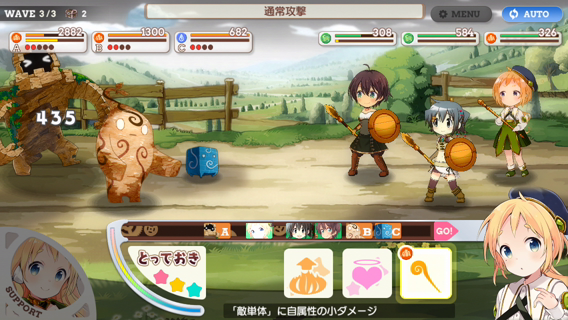 WAVE 3/3 2
通常攻撃
MENU
AUTO
2882
A
1300
B
682
C
308
584
326
435
A
B
C
GO!
とっておき
SUPPORT
「敵単体」に自属性の小ダメージ